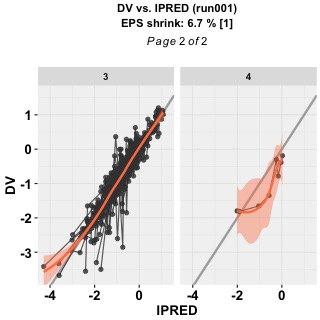 DV vs. IPRED (run001)
EPS shrink: 6.7 % [1]
Page 2 of 2
3 4
1
0
-1
-2
-3
DV
-4 -2 0 -4 -2 0
IPRED